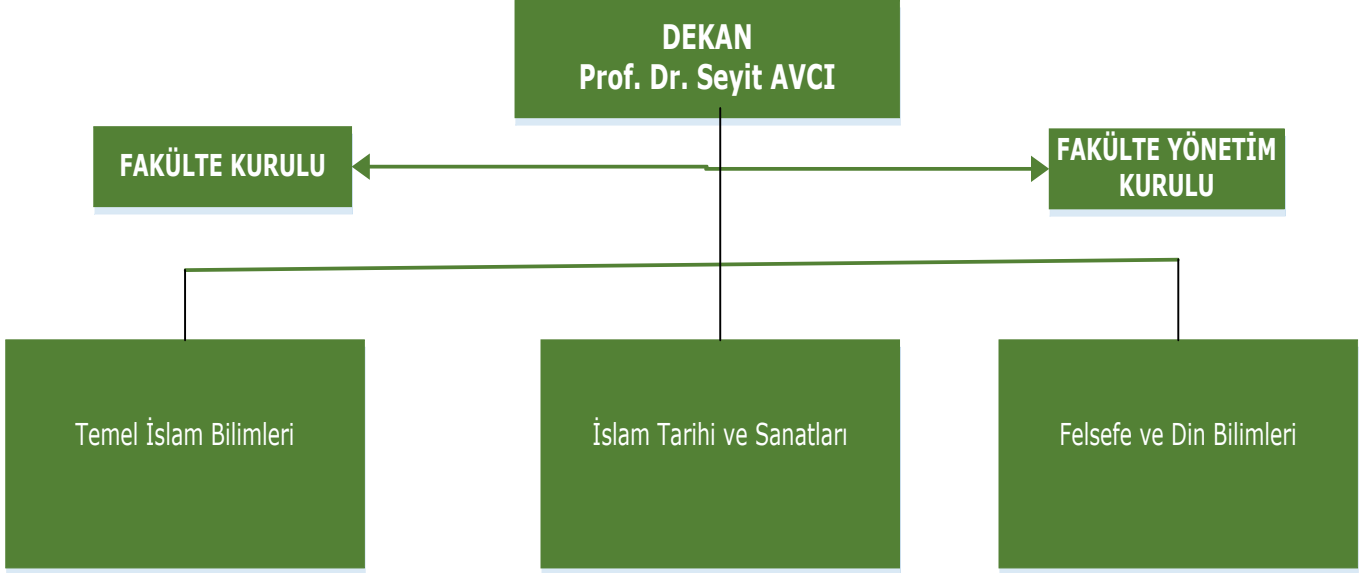 DEKAN
Prof. Dr. Seyit AVCI
FAKÜLTE KURULU
FAKÜLTE YÖNETİM
KURULU
Temel İslam Bilimleri
İslam Tarihi ve Sanatları
Felsefe ve Din Bilimleri